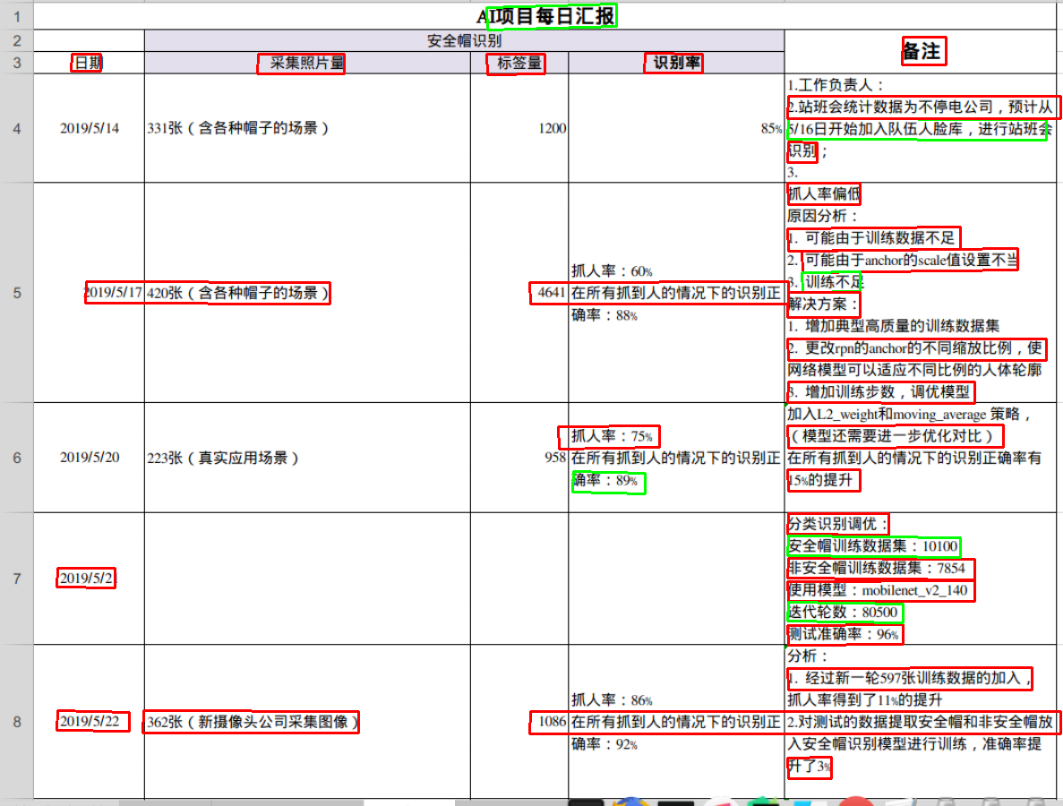 1 AI项目每日汇报
2 安全帽识别 备注
3 日期 采集照片量 标签量 识别率
4 2019/5/14 331张（含各种帽子的场景） 1200 85%
1.工作负责人：
2.站班会统计数据为不停电公司，预计从
5/16日开始加入队伍人脸库，进行站班会
识别；
3.
5 2019/5/17 420张（含各种帽子的场景） 4641
抓人率：60%
在所有抓到人的情况下的识别正
确率：88%
抓人率偏低
原因分析：
1. 可能由于训练数据不足
2. 可能由于anchor的scale值设置不当
3. 训练不足
解决方案：
1. 增加典型高质量的训练数据集
2. 更改rpn的anchor的不同缩放比例，使
网络模型可以适应不同比例的人体轮廓
3. 增加训练步数，调优模型
6 2019/5/20 223张（真实应用场景） 958
抓人率：75%
在所有抓到人的情况下的识别正
确率：89%
加入L2_weight和moving_average 策略，
（模型还需要进一步优化对比）
在所有抓到人的情况下的识别正确率有
15%的提升
7 2019/5/21
分类识别调优：
安全帽训练数据集：10100
非安全帽训练数据集：7854
使用模型：mobilenet_v2_140
迭代轮数：80500
测试准确率：96%
8 2019/5/22 362张（新摄像头公司采集图像） 1086
抓人率：86%
在所有抓到人的情况下的识别正
确率：92%
分析：
1. 经过新一轮597张训练数据的加入，
抓人率得到了11%的提升
2.对测试的数据提取安全帽和非安全帽放
入安全帽识别模型进行训练，准确率提
升了3%